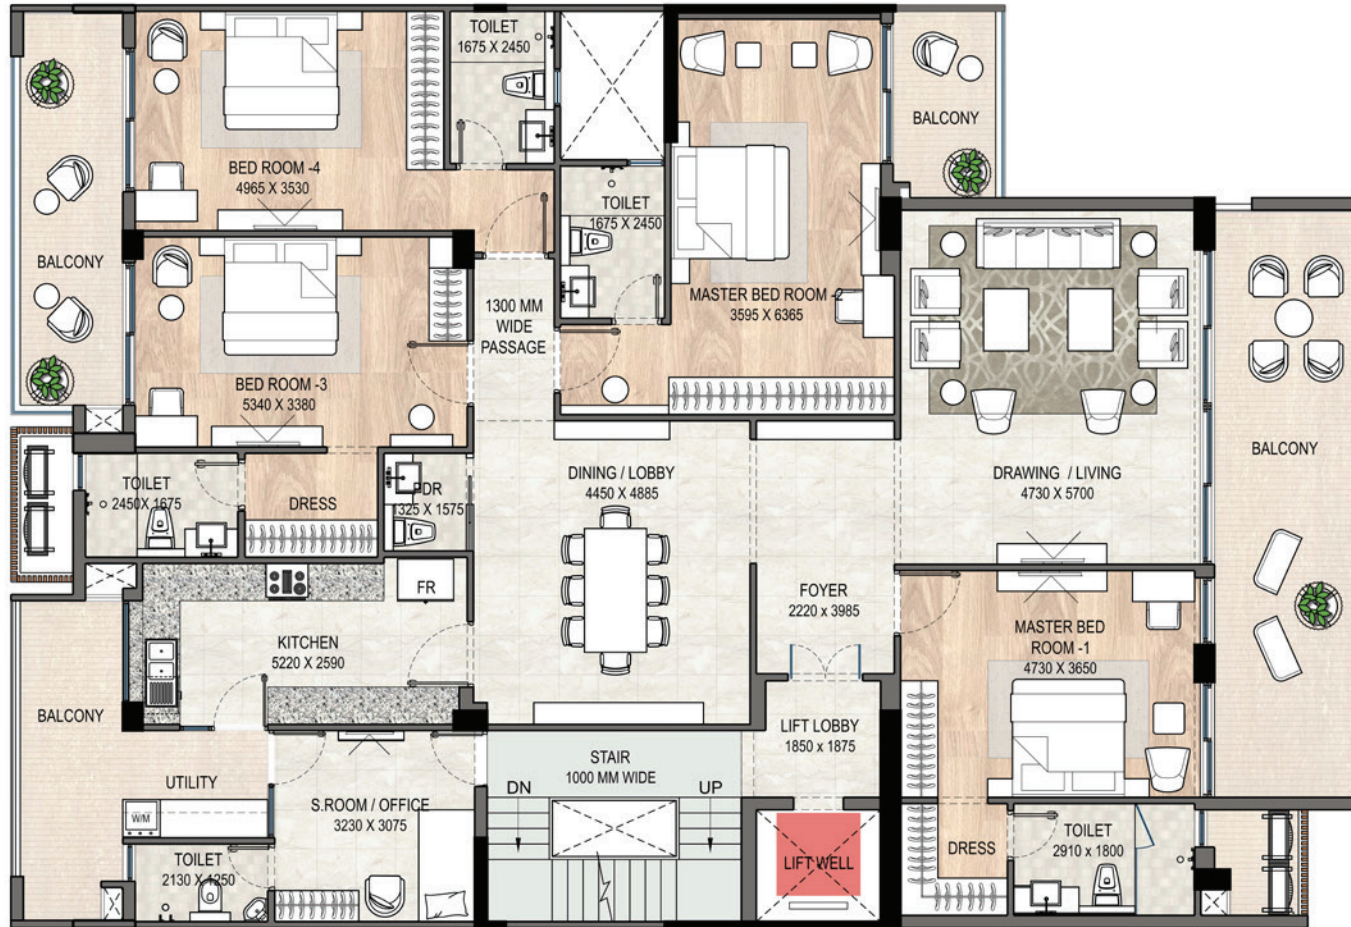 TOILET
1675 X 2450
BALCONY
BED ROOM -4
4965 X 3530
TOILET
1675 X 2450
BALCONY
1300 MM
WIDE
PASSAGE
MASTER BED ROOM -2
3595 X 6365
BED ROOM -3
5340 X 3380
BALCONY
DINING / LOBBY
4450 X 4885
DRAWING / LIVING
4730 X 5700
TOILET
2450X 1675
DRESS
PDR
1325 X 1575
FR
FOYER
2220 x 3985
KITCHEN
5220 X 2590
MASTER BED
ROOM -1
4730 X 3650
BALCONY
LIFT LOBBY
1850 x 1875
STAIR
1000 MM WIDE
UTILITY
DN
UP
W/M
S.ROOM / OFFICE
3230 X 3075
TOILET
2910 x 1800
DRESS
LIFT WELL
TOILET
2130 X 1250